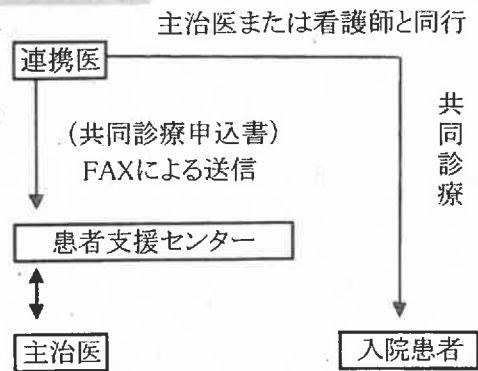 主治医または看護師と同行
連携医
共同診療
(共同診療申込書)
FAXによる送信
患者支援センター
主治医
入院患者